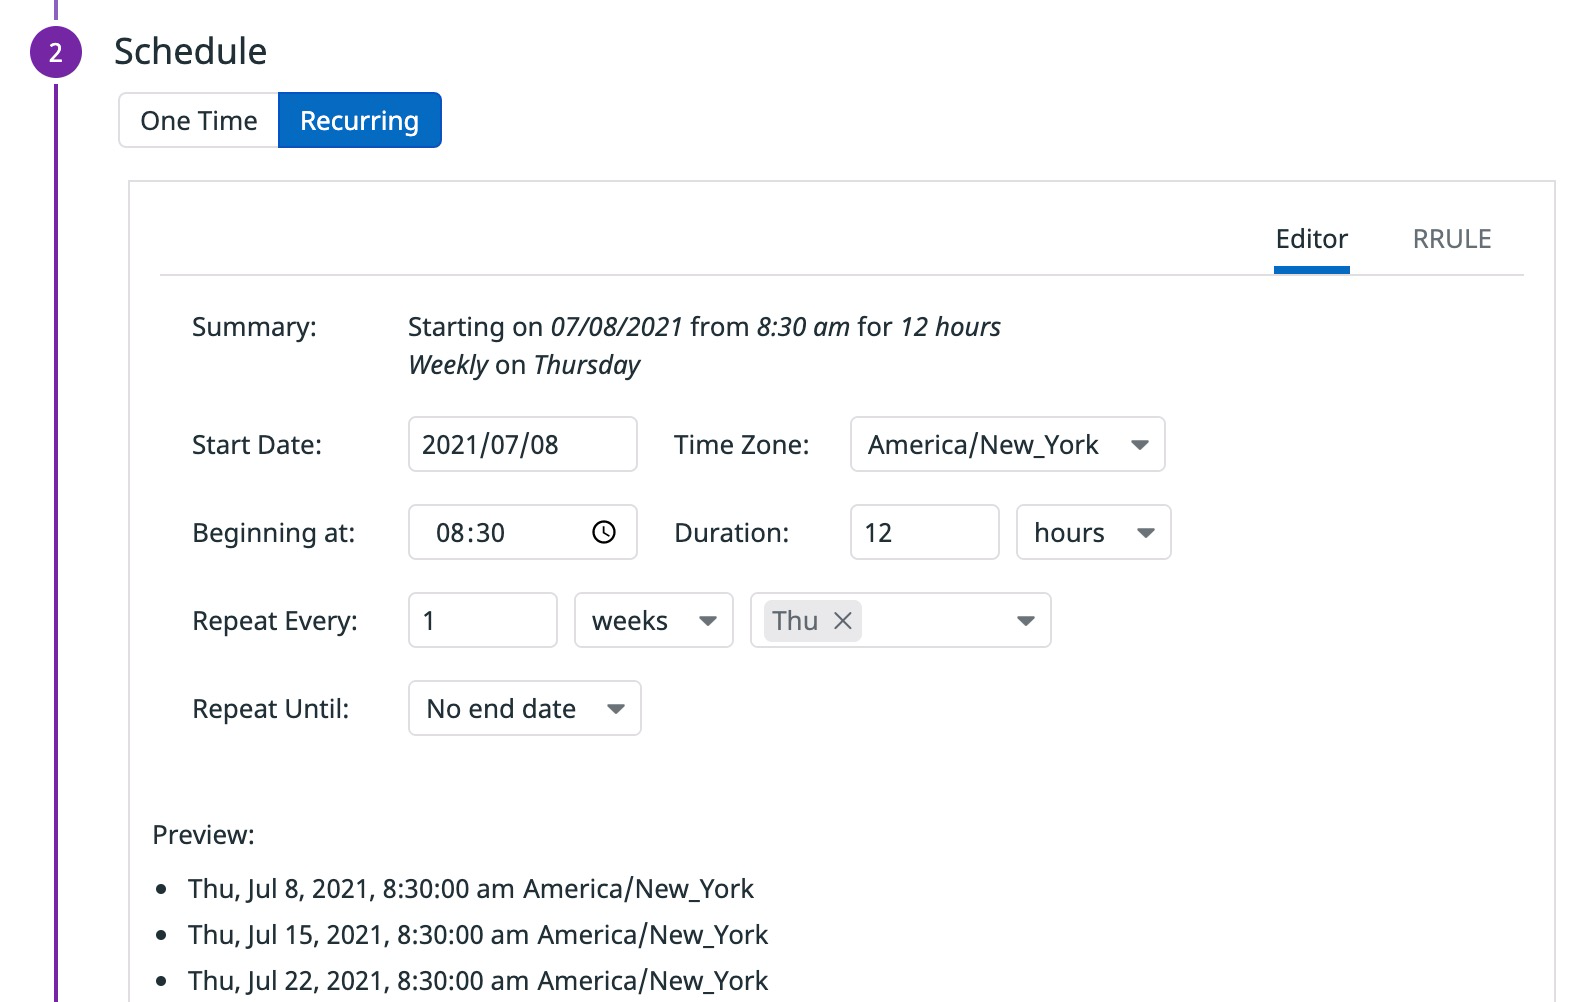 2
Schedule
One Time Recurring
Editor RRULE
Summary: Starting on 07/08/2021 from 8:30 am for 12 hours
Weekly on Thursday
Start Date: 2021/07/08 Time Zone: America/New_York
Beginning at: 08:30 Duration: 12 hours
Repeat Every: 1 weeks Thu
Repeat Until: No end date
Preview:
Thu, Jul 8, 2021, 8:30:00 am America/New_York
Thu, Jul 15, 2021, 8:30:00 am America/New_York
Thu, Jul 22, 2021, 8:30:00 am America/New_York